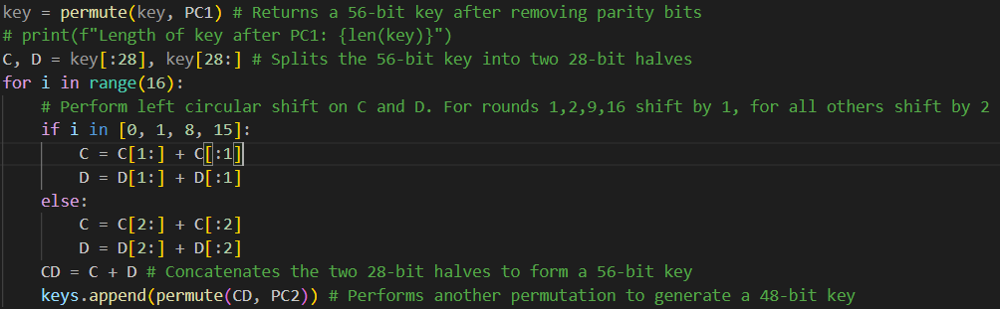 key = permute(key, PC1) # Returns a 56-bit key after removing parity bits
# print(f"Length of key after PC1: {len(key)}")
C, D = key[:28], key[28:] # Splits the 56-bit key into two 28-bit halves
for i in range(16):
    # Perform left circular shift on C and D. For rounds 1,2,9,16 shift by 1, for all others shift by 2
    if i in [0, 1, 8, 15]:
        C = C[1:] + C[:1]
        D = D[1:] + D[:1]
    else:
        C = C[2:] + C[:2]
        D = D[2:] + D[:2]
    CD = C + D # Concatenates the two 28-bit halves to form a 56-bit key
    keys.append(permute(CD, PC2)) # Performs another permutation to generate a 48-bit key